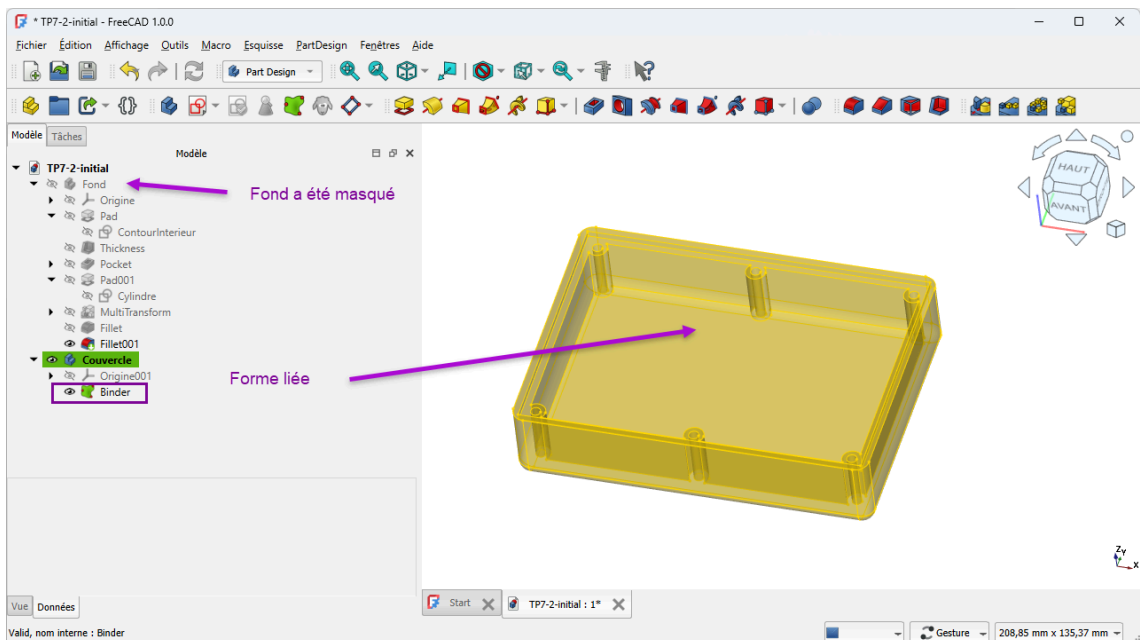 * TP7-2-initial - FreeCAD 1.0.0
Fichier Édition Affichage Outils Macro Esquisse PartDesign Fenêtres Aide
Part Design
Modèle Tâches
Modèle
TP7-2-initial
Fond
Origine
Pad
ContourInterieur
Thickness
Pocket
Pad001
Cylindre
MultiTransform
Fillet
Fillet001
Couvercle
Origine001
Binder
Fond a été masqué
Forme liée
HAUT
AVANT
Z
Y
X
Vue Données
Start TP7-2-initial : 1*
Valid, nom interne : Binder
Gesture 208,85 mm x 135,37 mm